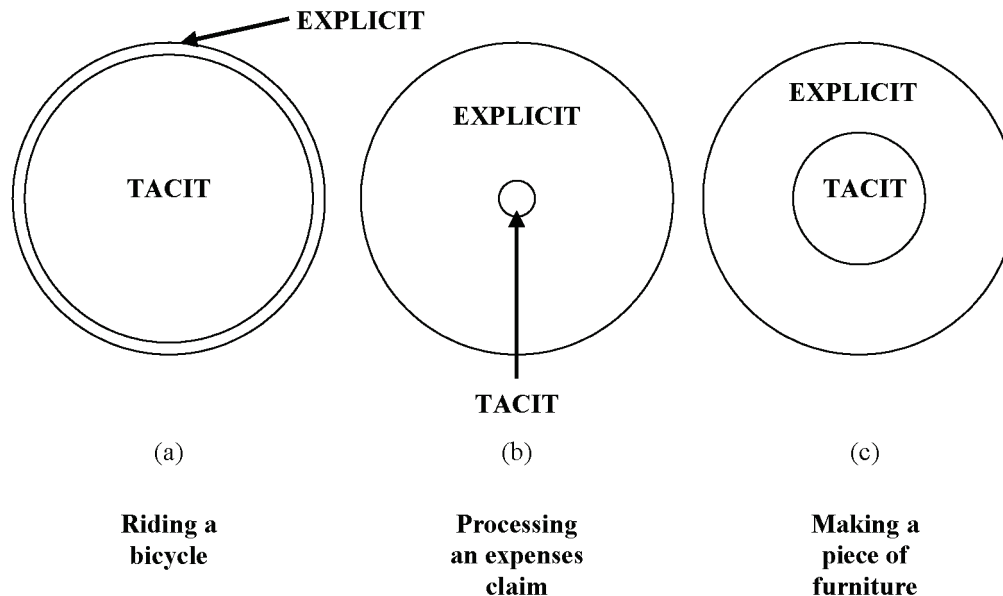 EXPLICIT
TACIT
EXPLICIT
TACIT
EXPLICIT
TACIT
(a)
(b)
(c)
Riding a
bicycle
Processing
an expenses
claim
Making a
piece of
furniture